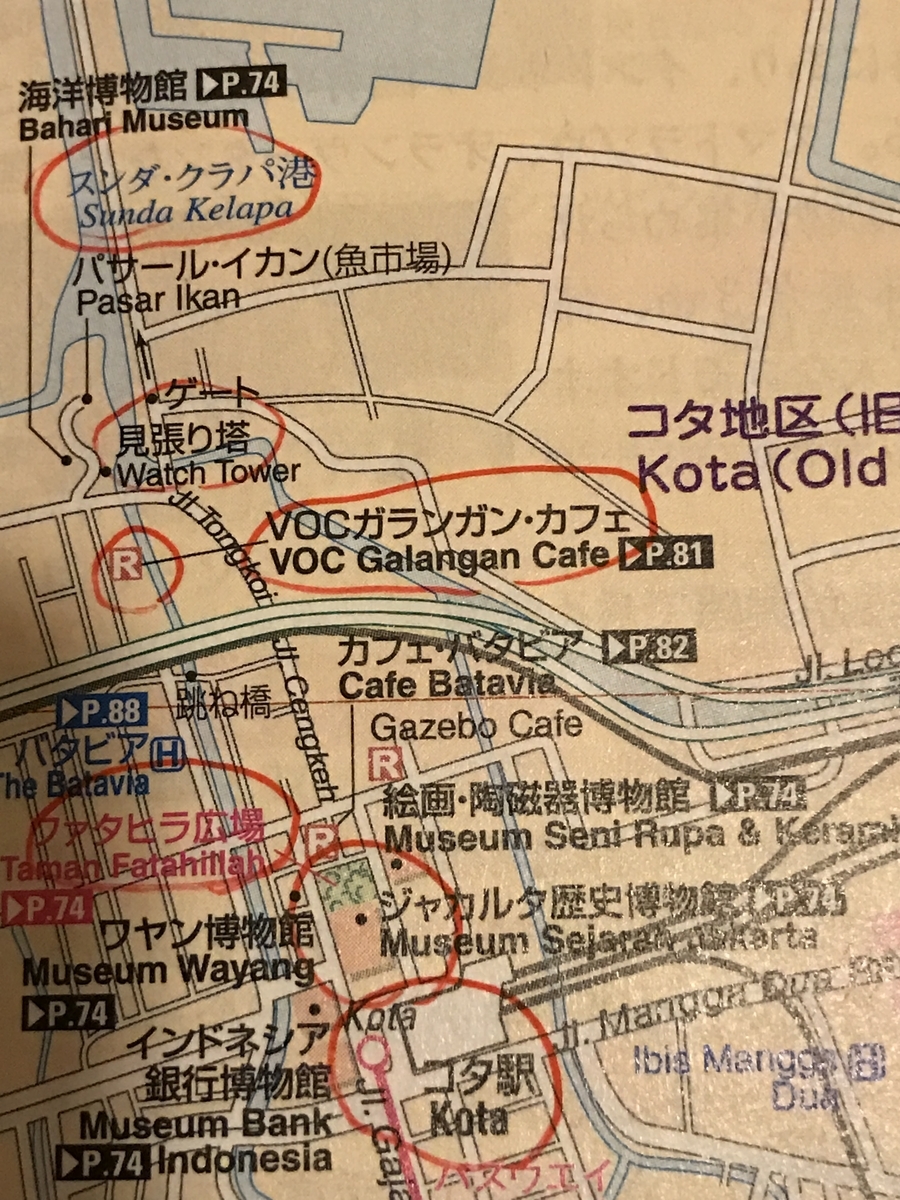 海洋博物館 ▶P.74
Bahari Museum
スンダ・クラパ港
Sunda Kelapa
パサール・イカン(魚市場)
Pasar Ikan
ゲート
見張り塔
Watch Tower
コタ地区(旧
Kota(Old
Jl. Tongkol
VOCガランガン・カフェ
VOC Galangan Cafe ▶P.81
R
カフェ・バタビア ▶P.82
Cafe Batavia
Jl. Cengkeh
跳ね橋
▶P.88
バタビア H
The Batavia
Gazebo Cafe
R
絵画・陶磁器博物館 ▶P.74
Museum Seni Rupa & Kerami
ファタヒラ広場
Taman Fatahillah
▶P.74
R
ジャカルタ歴史博物館 ▶P.74
Museum Sejarah Jakarta
ワヤン博物館
Museum Wayang
▶P.74
Kota
Jl. Mangga Dua
インドネシア
銀行博物館
Museum Bank
▶P.74 Indonesia
コタ駅
Kota
Ibis Mangga H
Dua
Jl. Gaja
バスウエイ